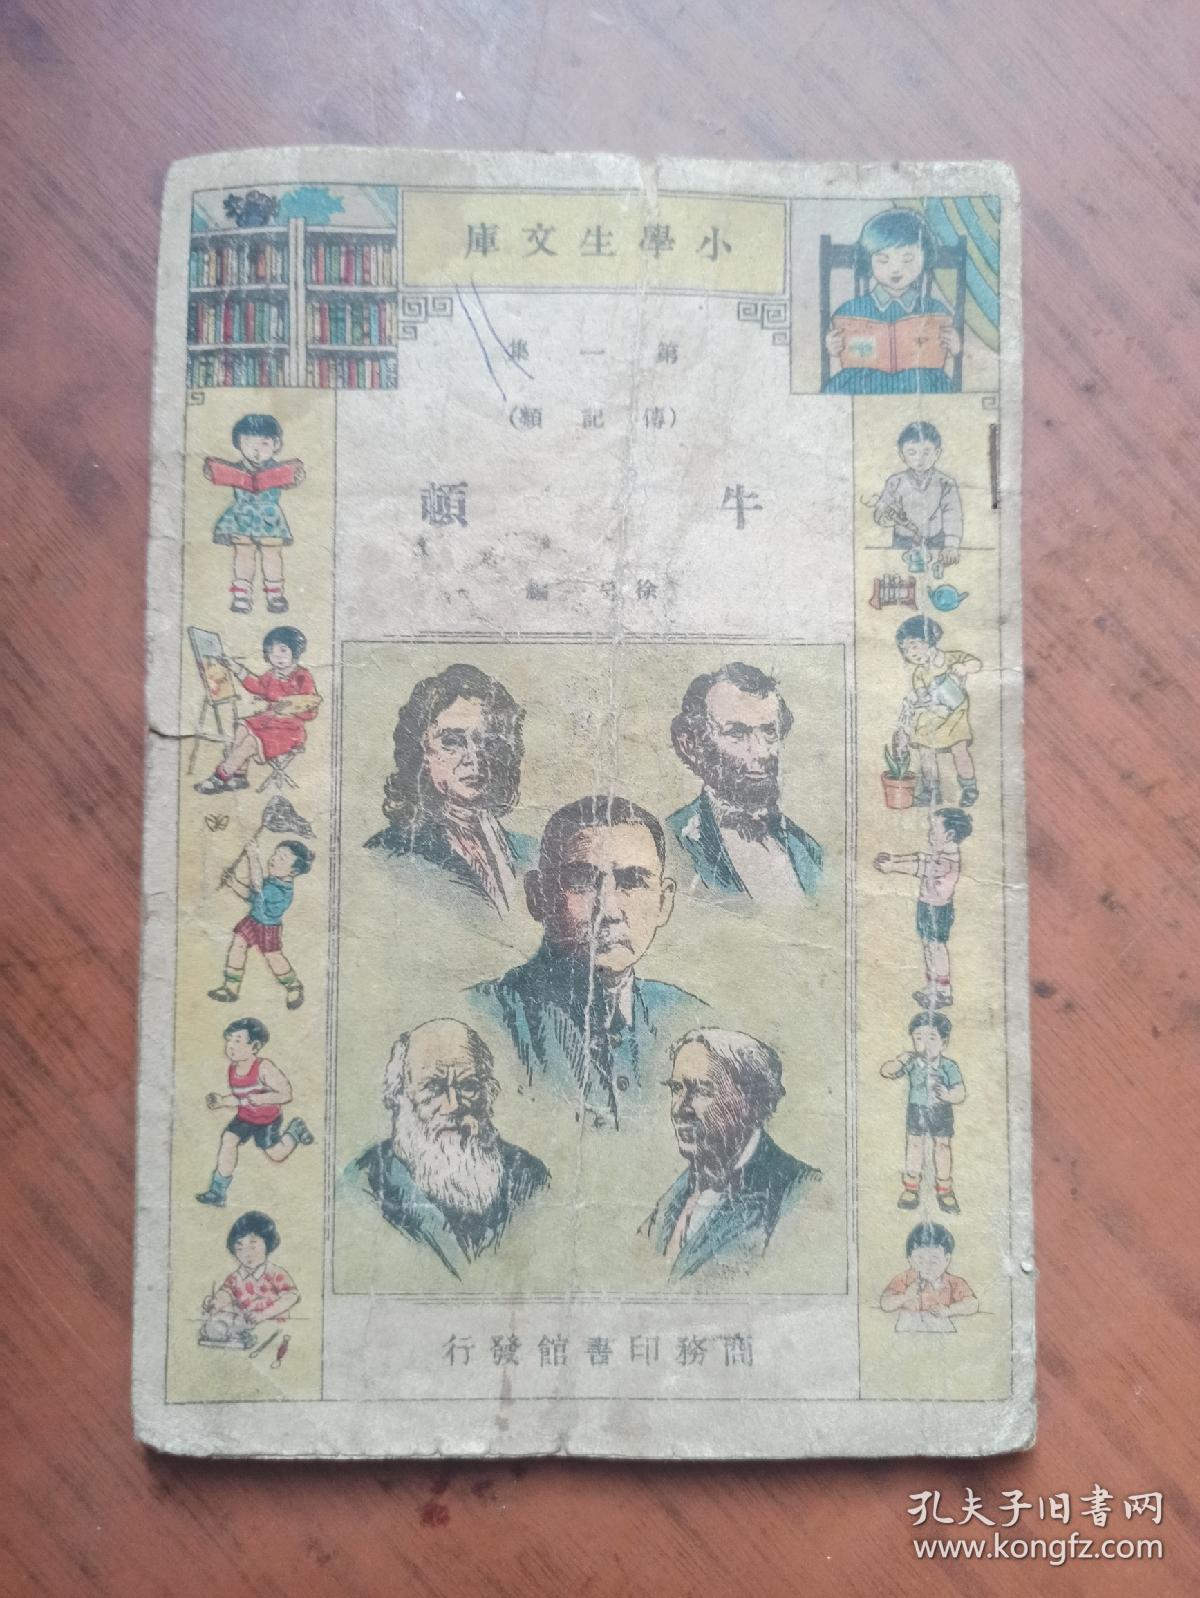 小學生文庫
第一集
(傳記類)
牛頓
徐 編
商務印書館發行
孔夫子旧書网
www.kongfz.com